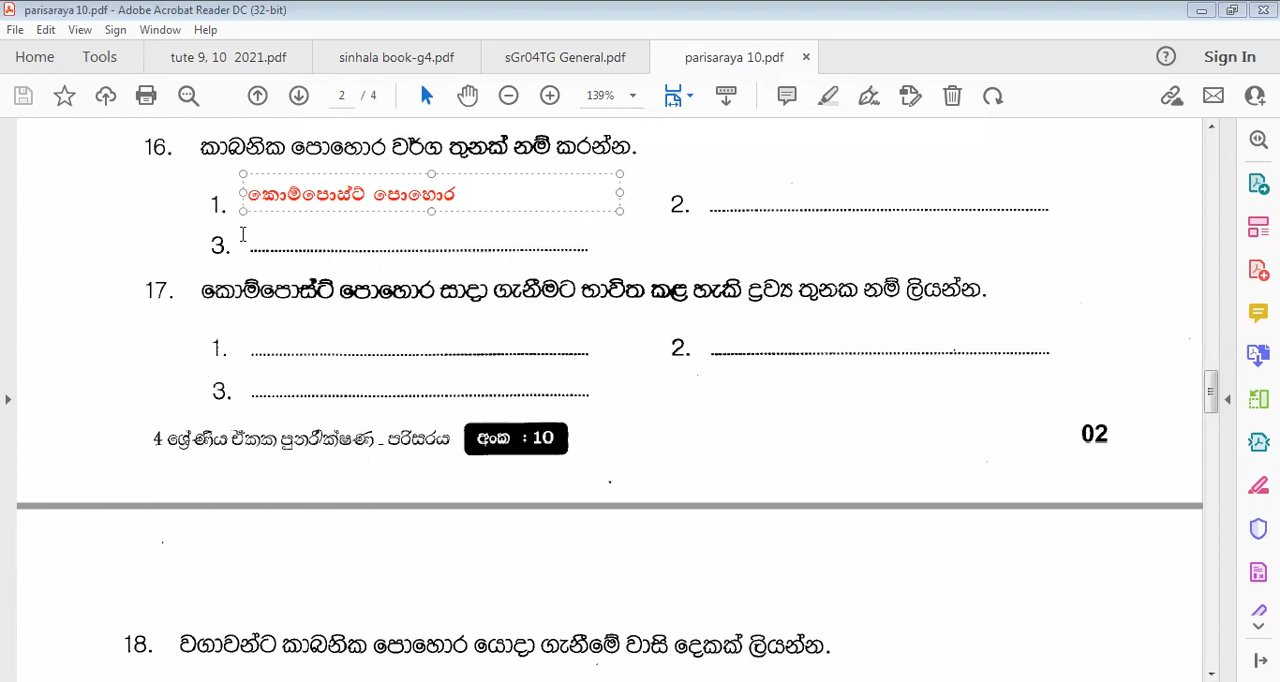 parisaraya 10.pdf - Adobe Acrobat Reader DC (32-bit)
File Edit View Sign Window Help
Home Tools tute 9, 10 2021.pdf sinhala book-g4.pdf sGr04TG General.pdf parisaraya 10.pdf × Sign In
2 / 4 139%
16. කාබනික පොහොර වර්ග තුනක් නම් කරන්න.
1. කොම්පොස්ට් පොහොර 2. ........................
3. ........................
17. කොම්පොස්ට් පොහොර සාදා ගැනීමට භාවිත කළ හැකි ද්‍රව්‍ය තුනක නම් ලියන්න.
1. ........................ 2. ........................
3. ........................
4 ශ්‍රේණිය ඒකක පුනරීක්ෂණ - පරිසරය අංක : 10 02
18. වගාවන්ට කාබනික පොහොර යොදා ගැනීමේ වාසි දෙකක් ලියන්න.